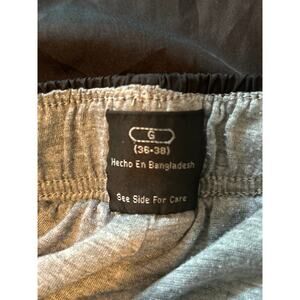 G
(36-38)
Hecho En Bangladesh
See Side For Care